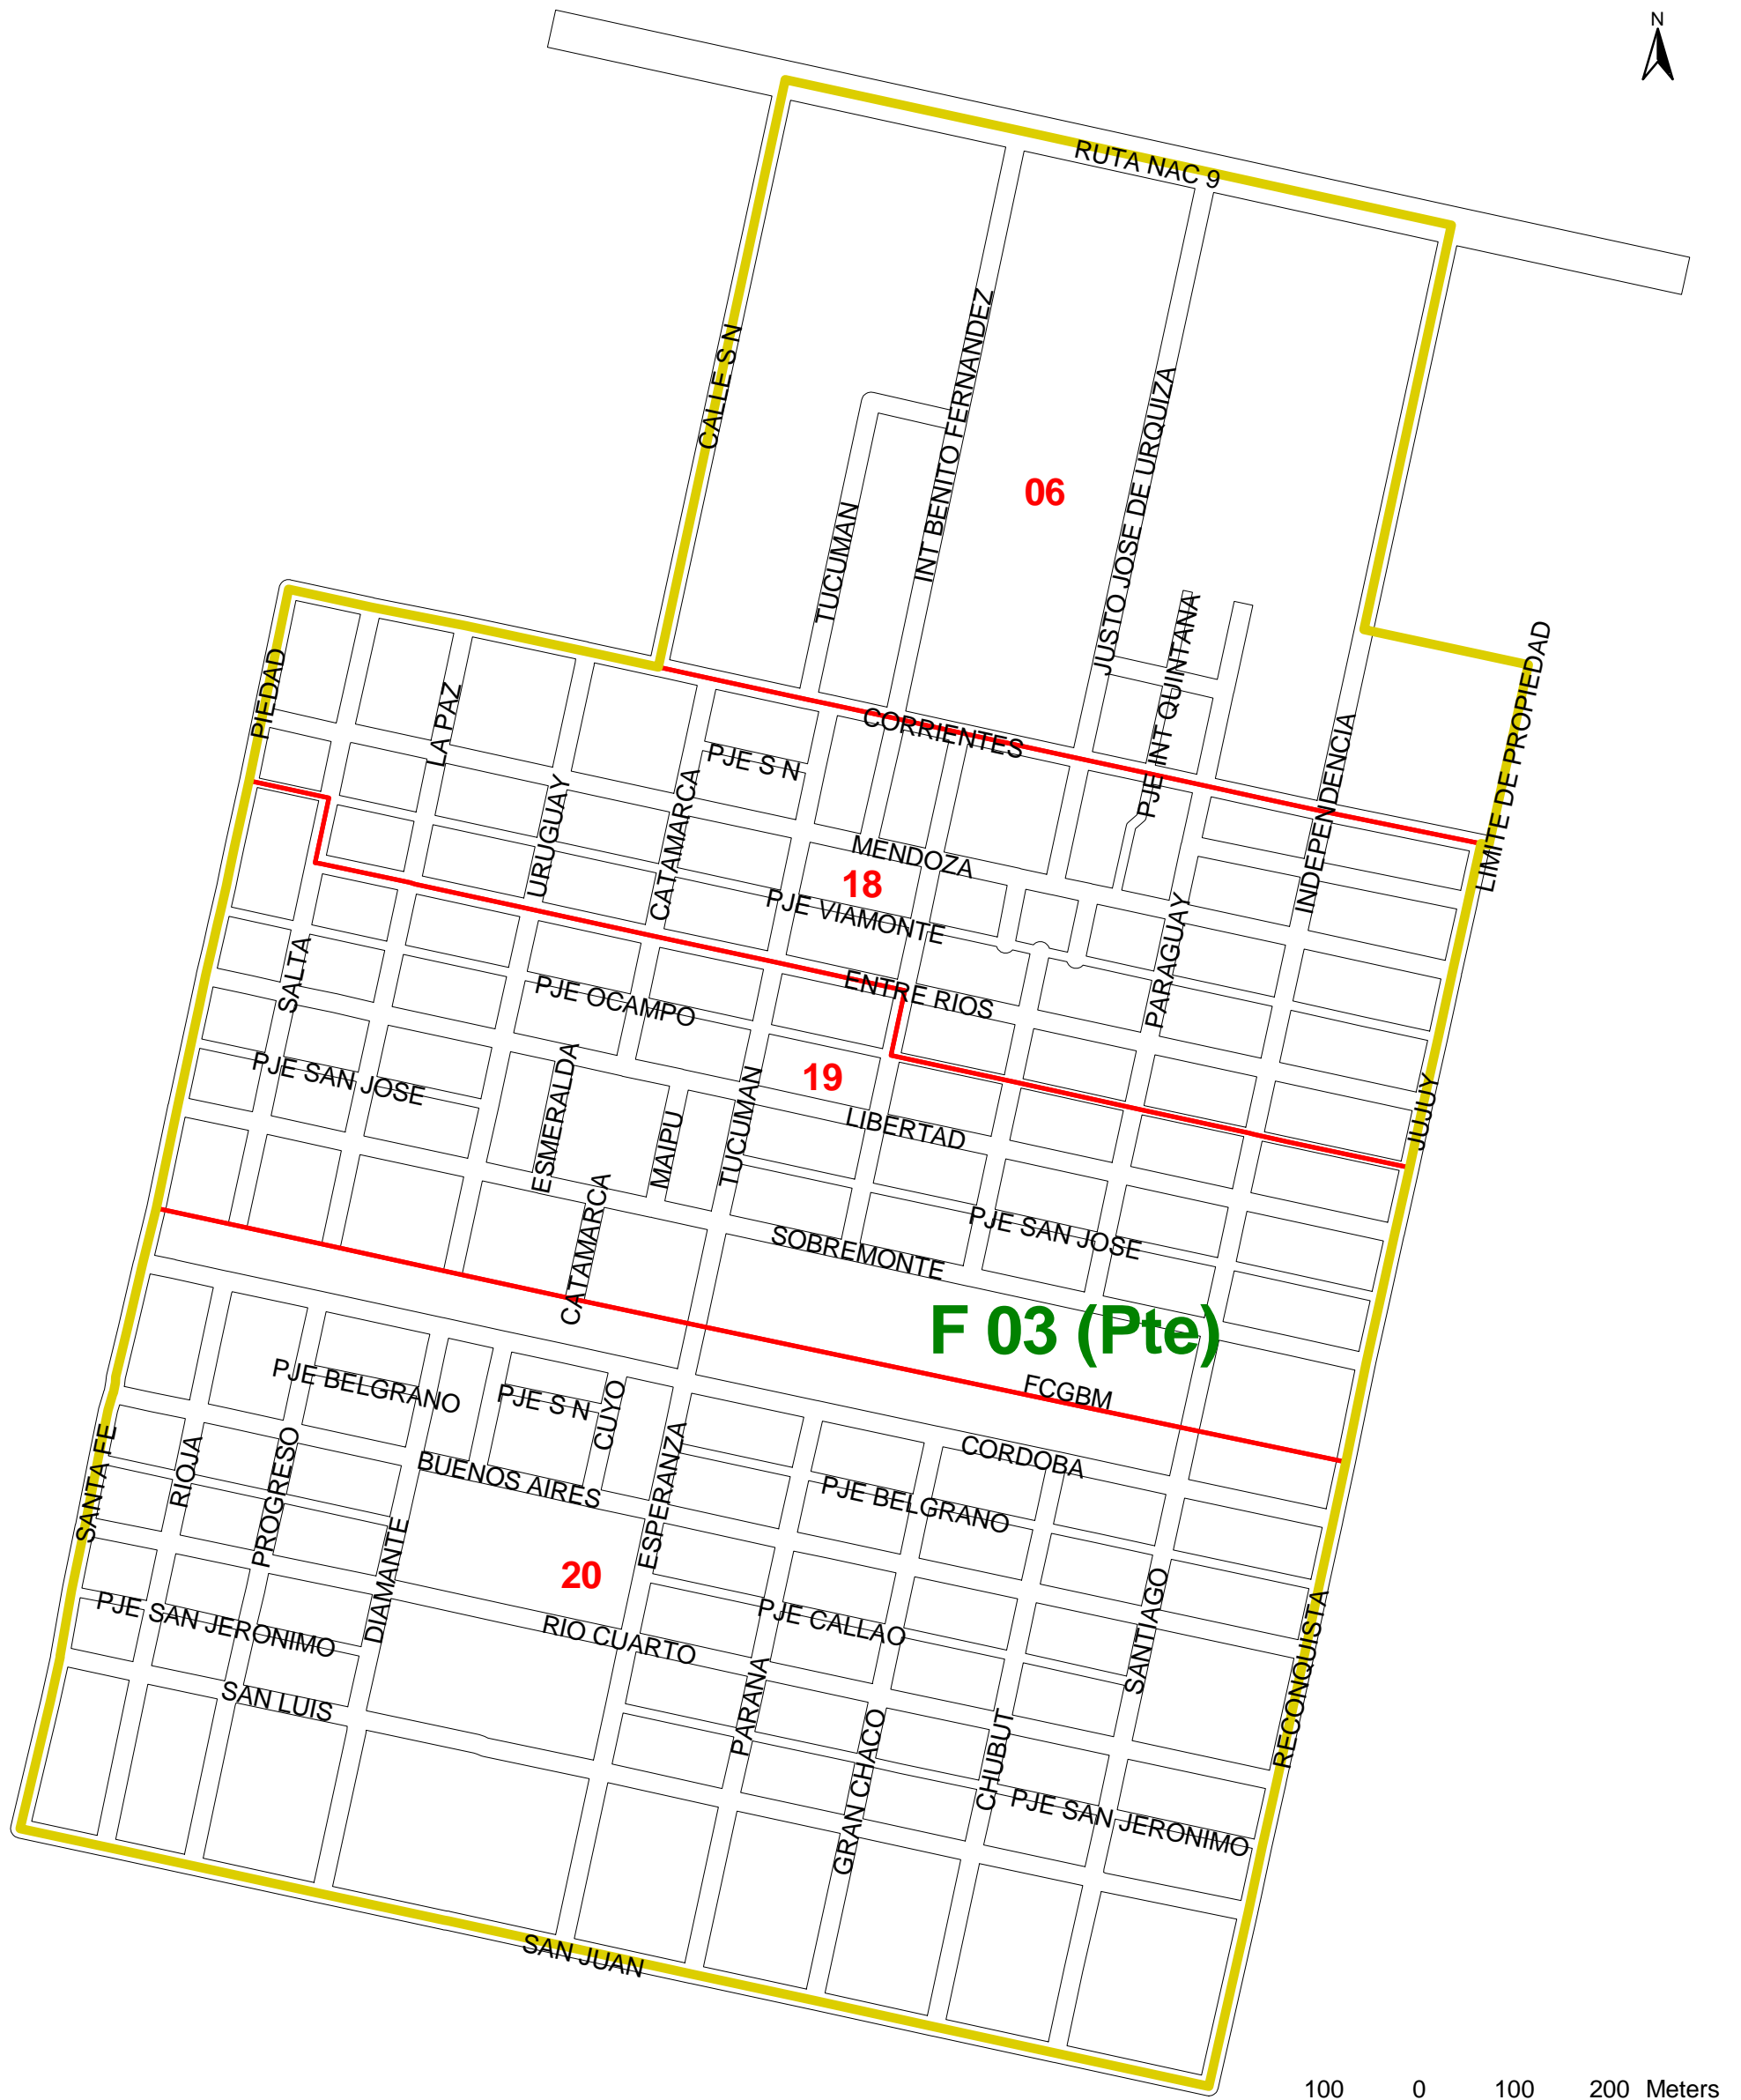 N
RUTA NAC 9
CALLE S N
INT BENITO FERNANDEZ
JUSTO JOSE DE URQUIZA
06
TUCUMAN
PJE INT QUINTANA
LIMITE DE PROPIEDAD
PIEDAD
LA PAZ
CORRIENTES
PJE S N
INDEPENDENCIA
URUGUAY
CATAMARCA
MENDOZA
18
PJE VIAMONTE
PARAGUAY
SALTA
PJE OCAMPO
ENTRE RIOS
PJE SAN JOSE
ESMERALDA
MAIPU
TUCUMAN
19
LIBERTAD
JUJUY
CATAMARCA
SOBREMONTE
PJE SAN JOSE
F 03 (Pte)
PJE BELGRANO
PJE S N
CUYO
FCGBM
SANTA FE
RIOJA
PROGRESO
BUENOS AIRES
ESPERANZA
CORDOBA
PJE BELGRANO
DIAMANTE
20
PJE SAN JERONIMO
RIO CUARTO
PJE CALLAO
SANTIAGO
RECONQUISTA
SAN LUIS
PARANA
GRAN CHACO
CHUBUT
PJE SAN JERONIMO
SAN JUAN
100 0 100 200 Meters